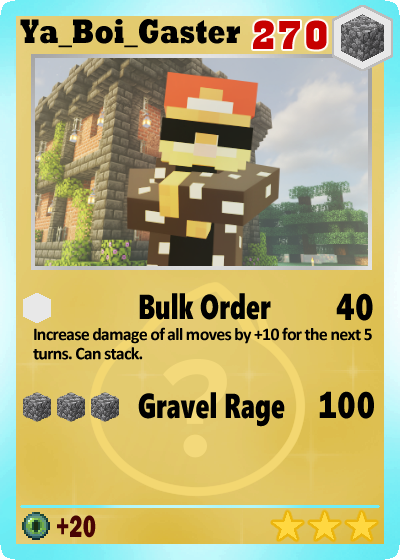 Ya_Boi_Gaster 270
Bulk Order 40
Increase damage of all moves by +10 for the next 5
turns. Can stack.
?
Gravel Rage 100
+20